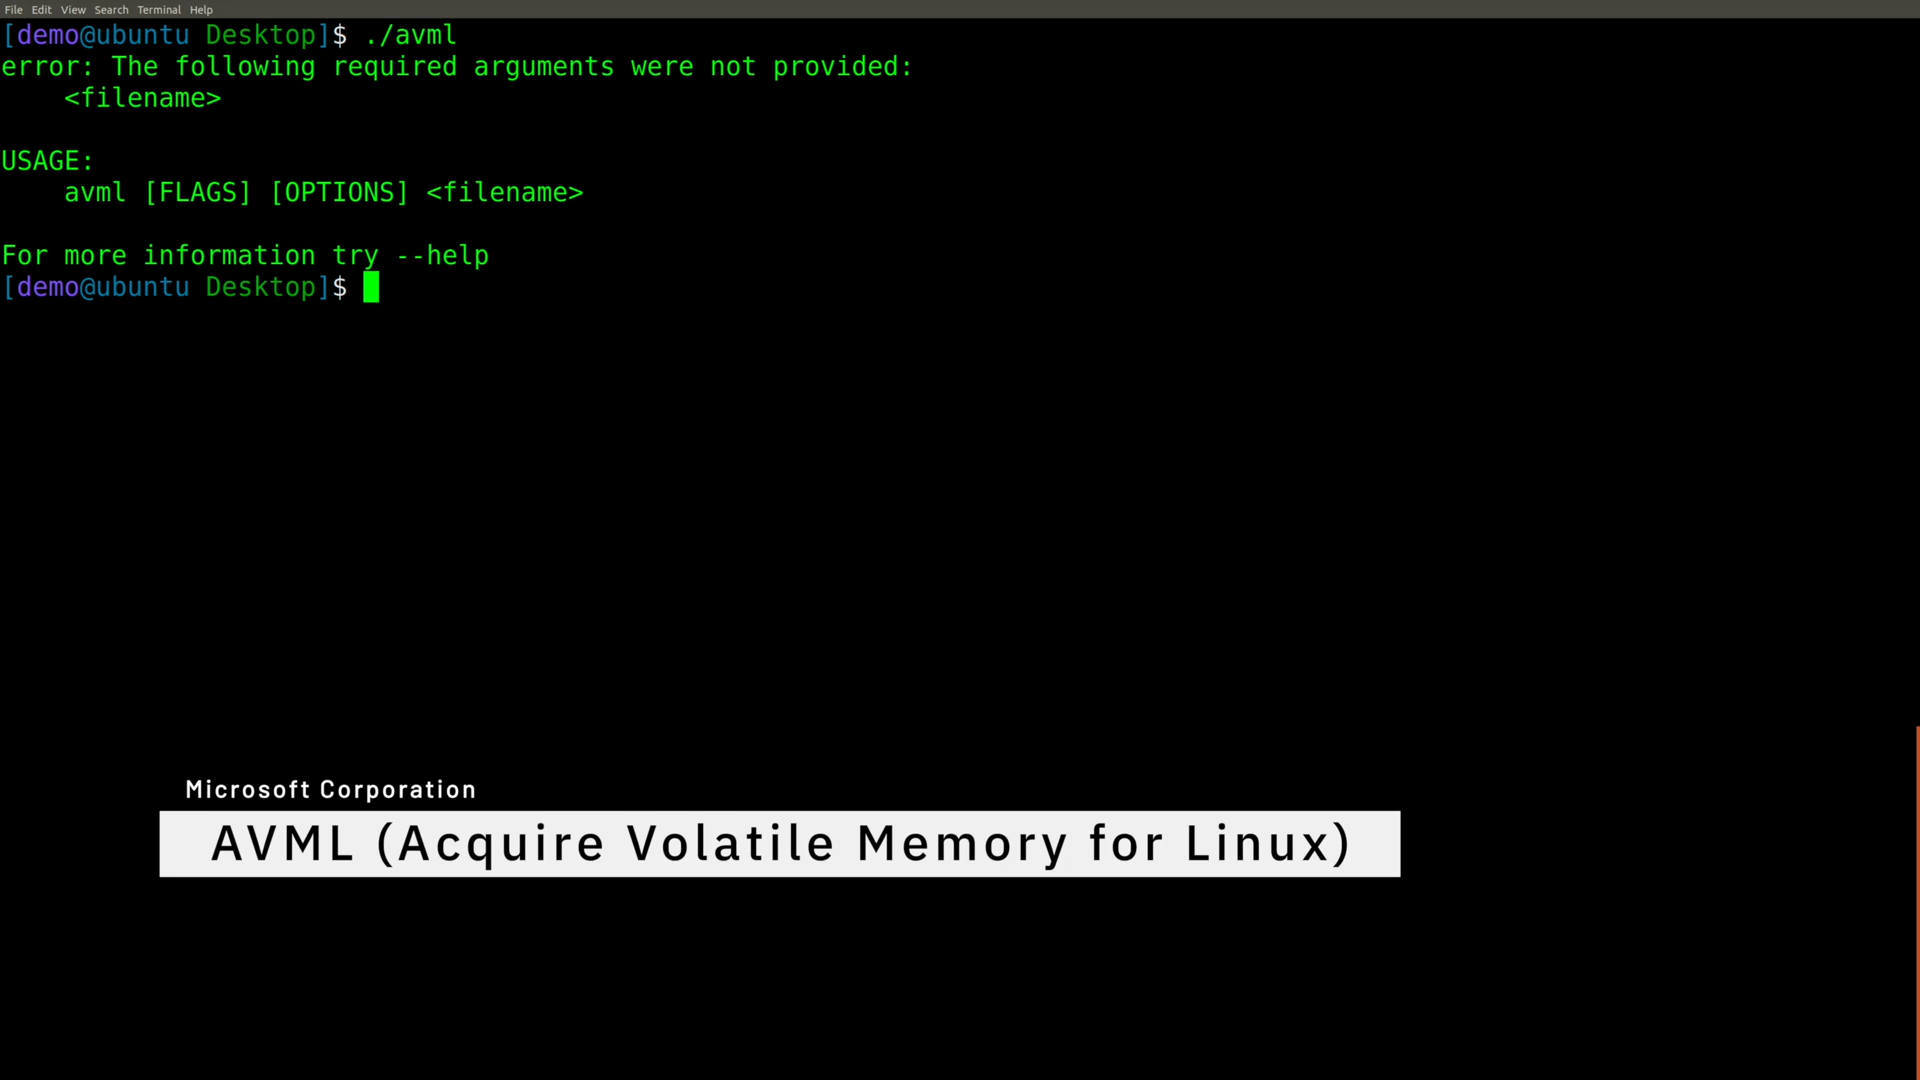 File Edit View Search Terminal Help
[demo@ubuntu Desktop]$ ./avml
error: The following required arguments were not provided:
    <filename>
USAGE:
    avml [FLAGS] [OPTIONS] <filename>
For more information try --help
[demo@ubuntu Desktop]$
Microsoft Corporation
AVML (Acquire Volatile Memory for Linux)